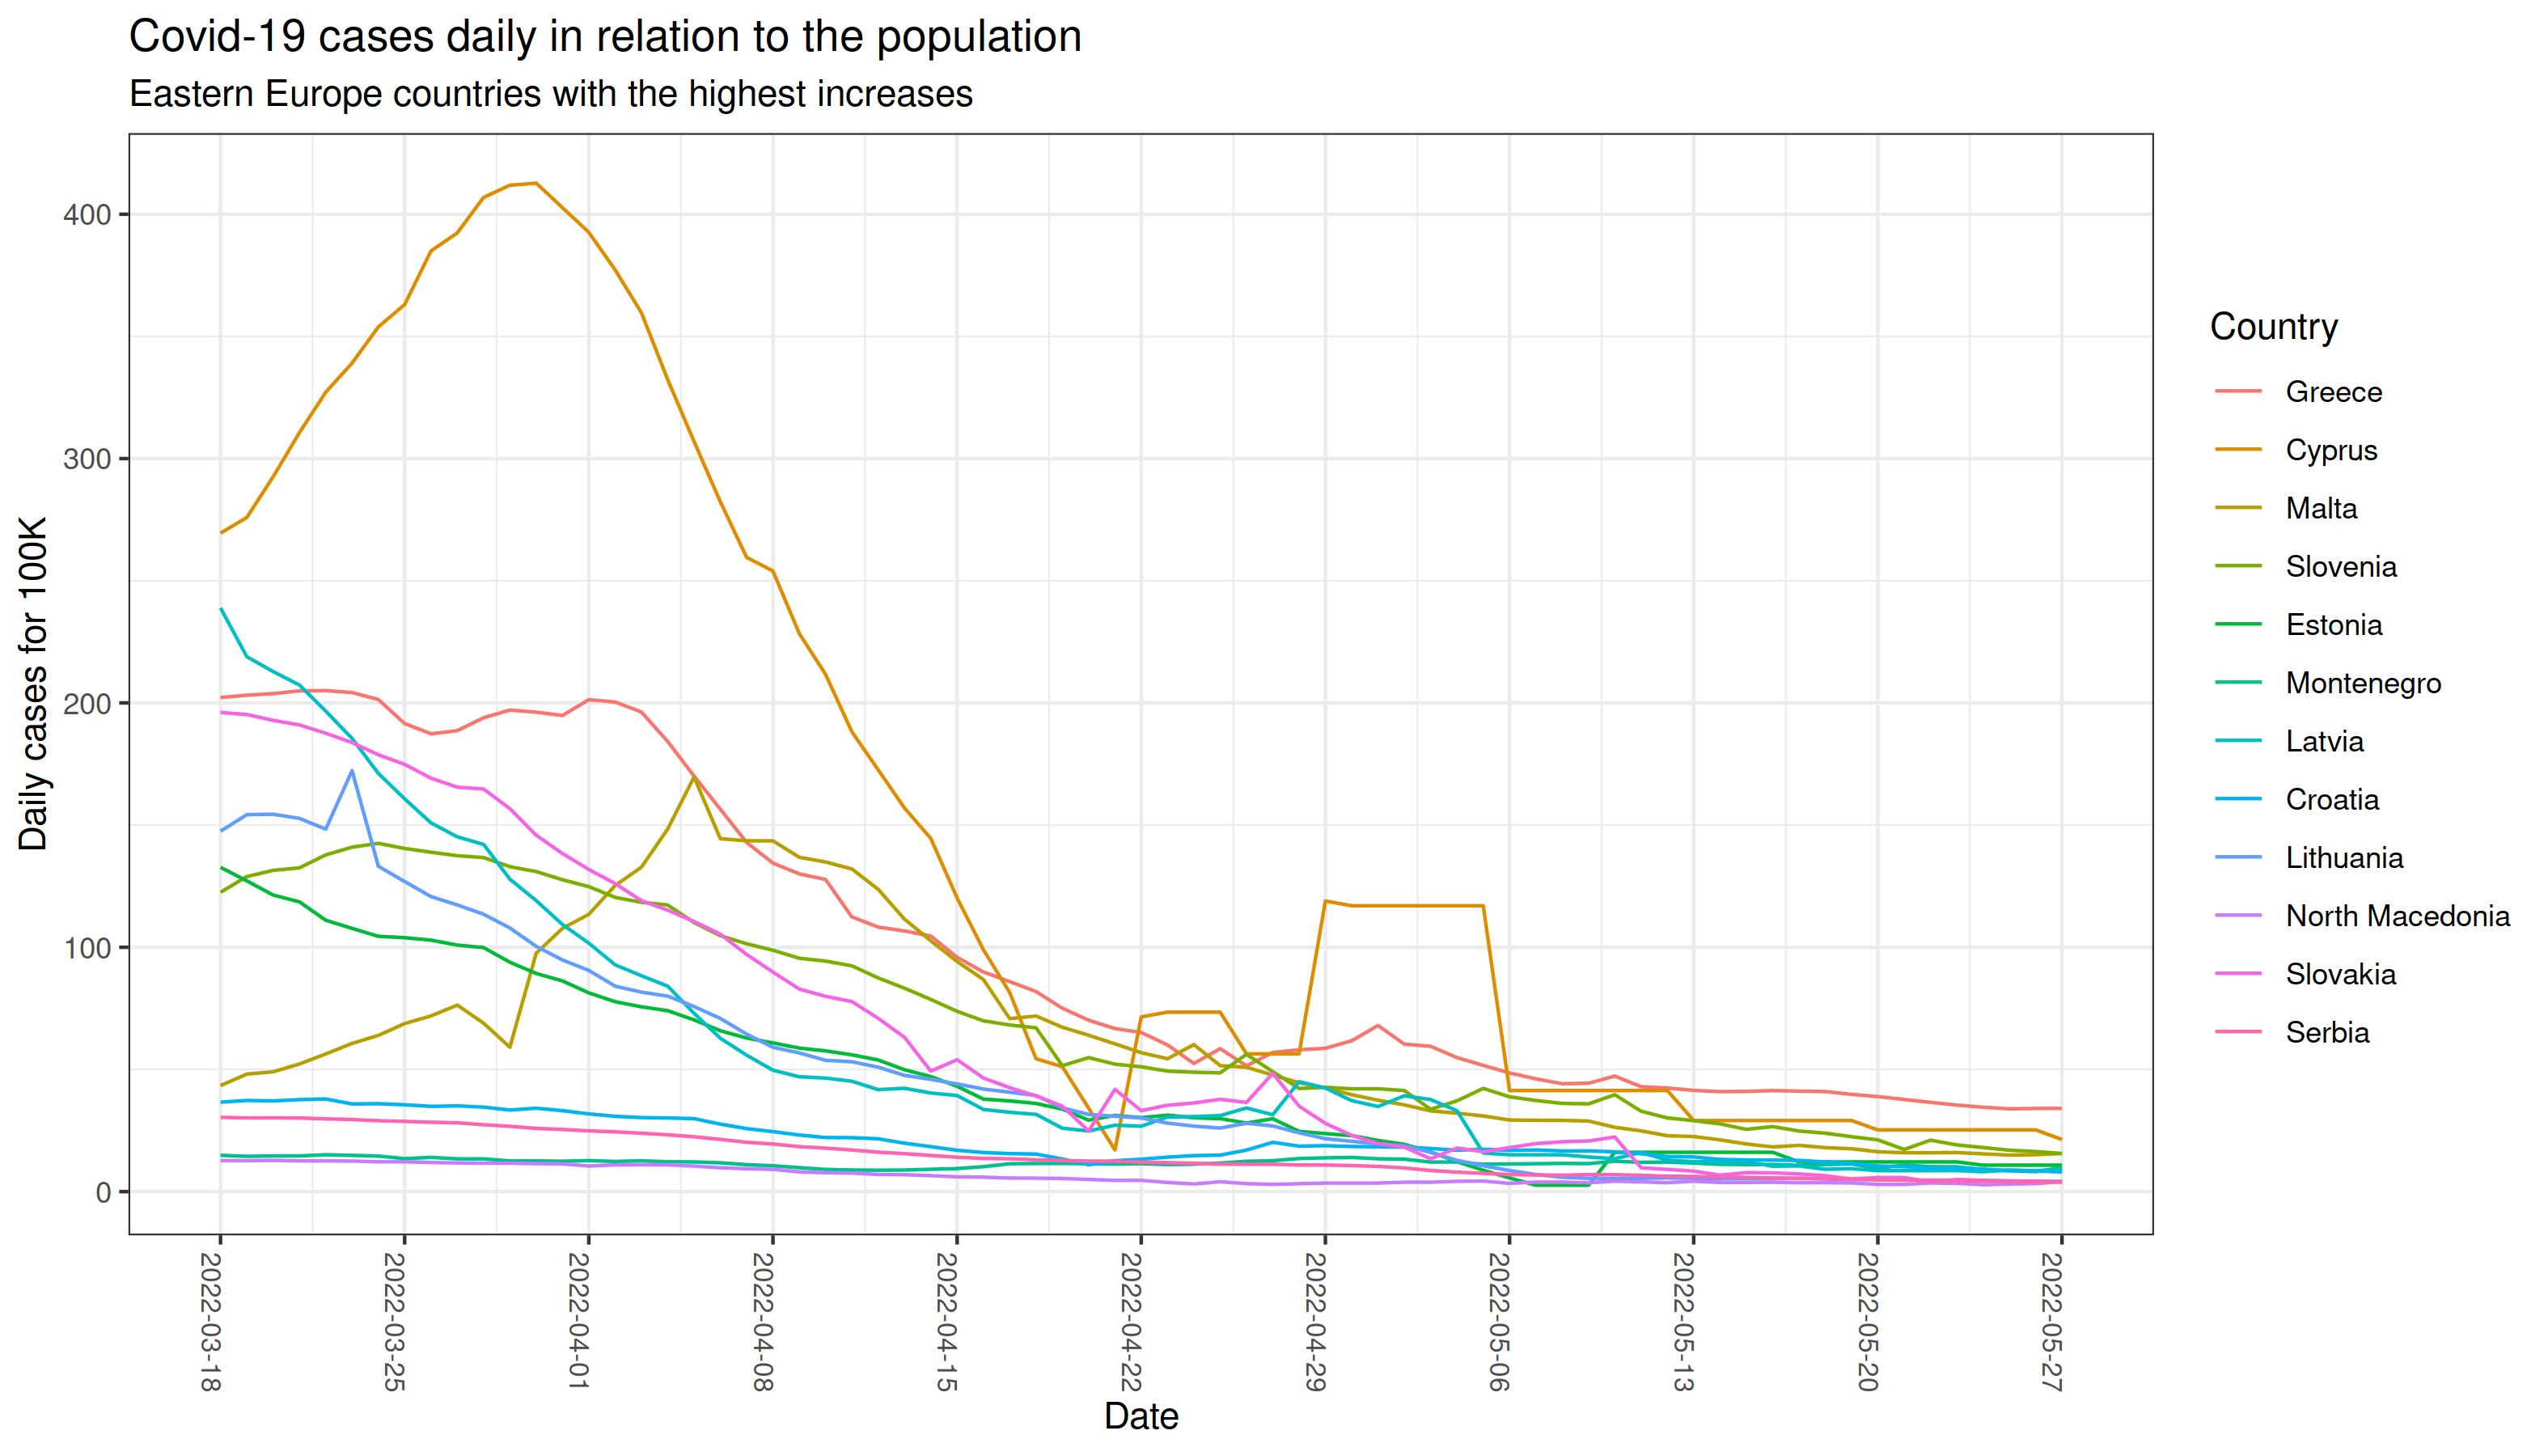 Covid-19 cases daily in relation to the population
Eastern Europe countries with the highest increases
Daily cases for 100K
400
300
200
100
0
2022-03-18
2022-03-25
2022-04-01
2022-04-08
2022-04-15
2022-04-22
2022-04-29
2022-05-06
2022-05-13
2022-05-20
2022-05-27
Date
Country
Greece
Cyprus
Malta
Slovenia
Estonia
Montenegro
Latvia
Croatia
Lithuania
North Macedonia
Slovakia
Serbia